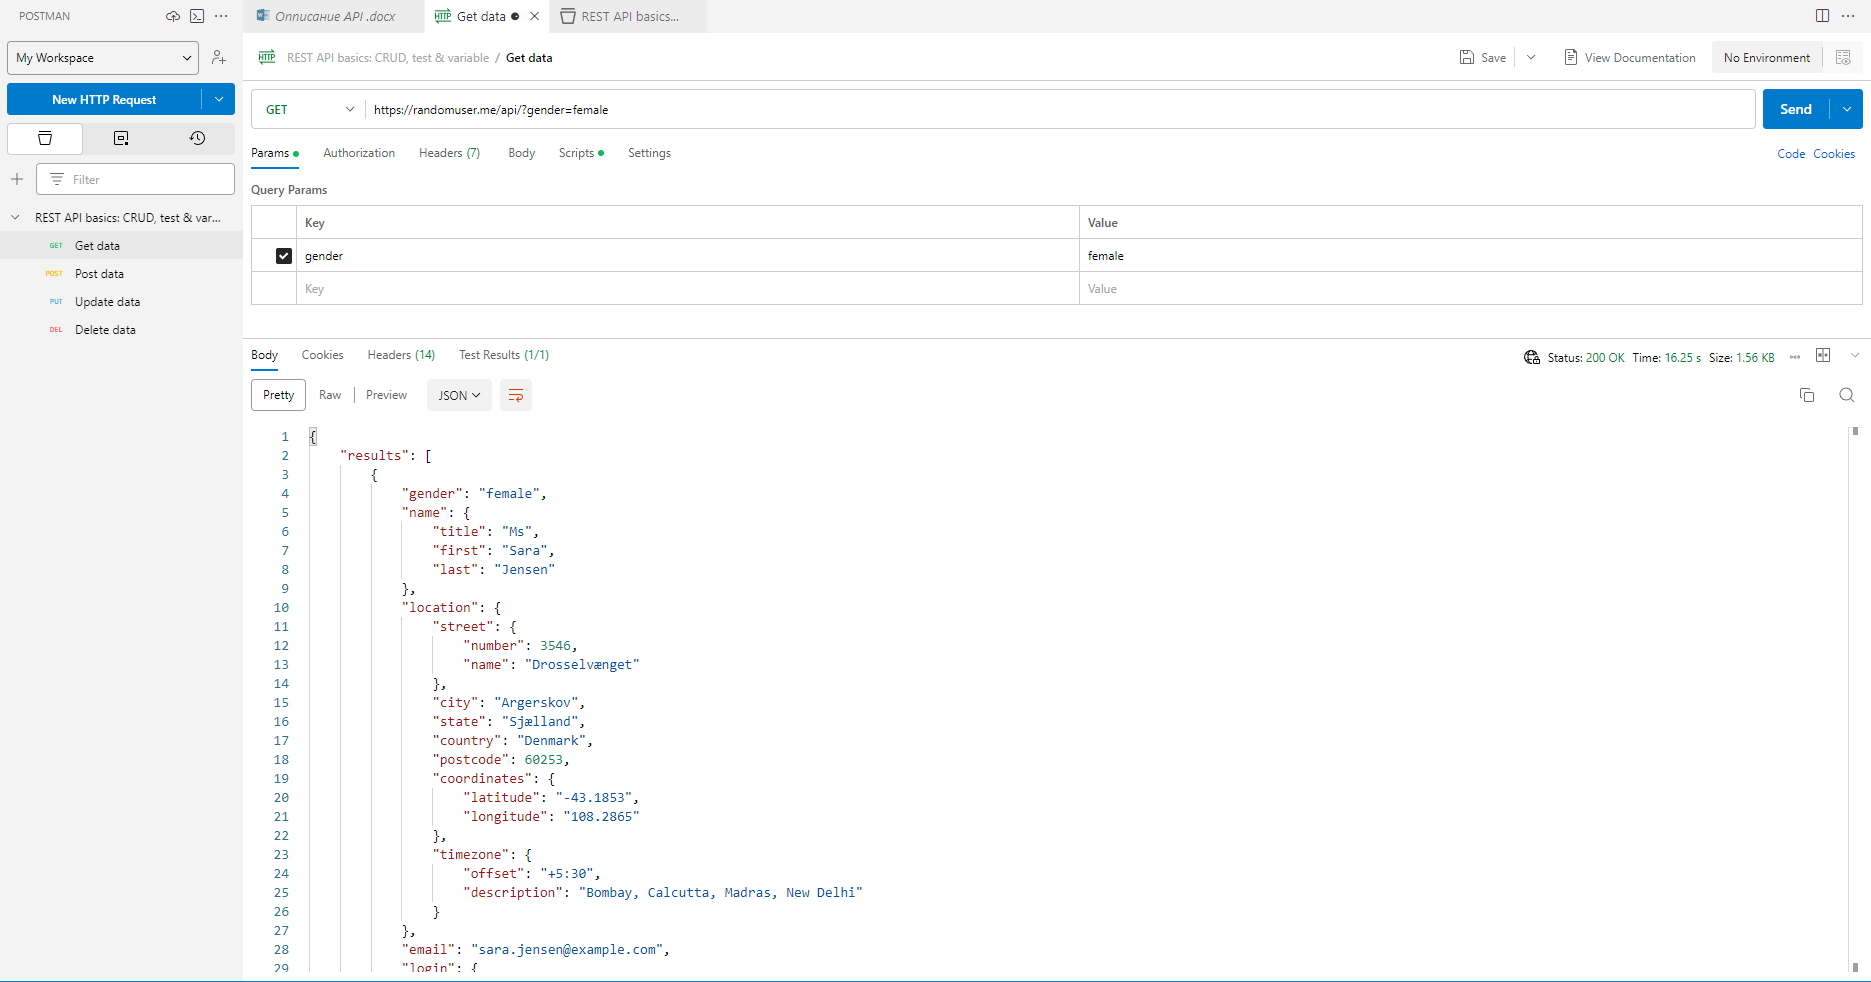 POSTMAN
Опписание API .docx
HTTP Get data
REST API basics...
My Workspace
HTTP REST API basics: CRUD, test & variable / Get data
Save
View Documentation
No Environment
New HTTP Request
GET
https://randomuser.me/api/?gender=female
Send
Params
Authorization
Headers (7)
Body
Scripts
Settings
Code
Cookies
Filter
Query Params
REST API basics: CRUD, test & var...
GET Get data
POST Post data
PUT Update data
DEL Delete data
Key Value
gender female
Key Value
Body
Cookies
Headers (14)
Test Results (1/1)
Status: 200 OK Time: 16.25 s Size: 1.56 KB
Pretty
Raw
Preview
JSON
1 {
2 "results": [
3 {
4 "gender": "female",
5 "name": {
6 "title": "Ms",
7 "first": "Sara",
8 "last": "Jensen"
9 },
10 "location": {
11 "street": {
12 "number": 3546,
13 "name": "Drosselvænget"
14 },
15 "city": "Argerskov",
16 "state": "Sjælland",
17 "country": "Denmark",
18 "postcode": 60253,
19 "coordinates": {
20 "latitude": "-43.1853",
21 "longitude": "108.2865"
22 },
23 "timezone": {
24 "offset": "+5:30",
25 "description": "Bombay, Calcutta, Madras, New Delhi"
26 }
27 },
28 "email": "sara.jensen@example.com",
29 "login": {